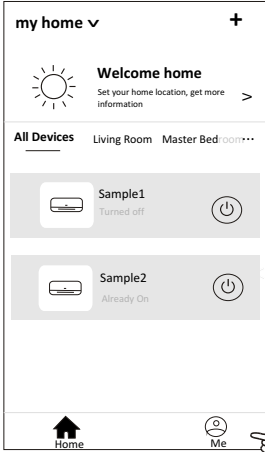 my home
+
Welcome home
Set your home location, get more
information
>
All Devices Living Room Master Bedroom ...
Sample1
Turned off
Sample2
Already On
Home Me